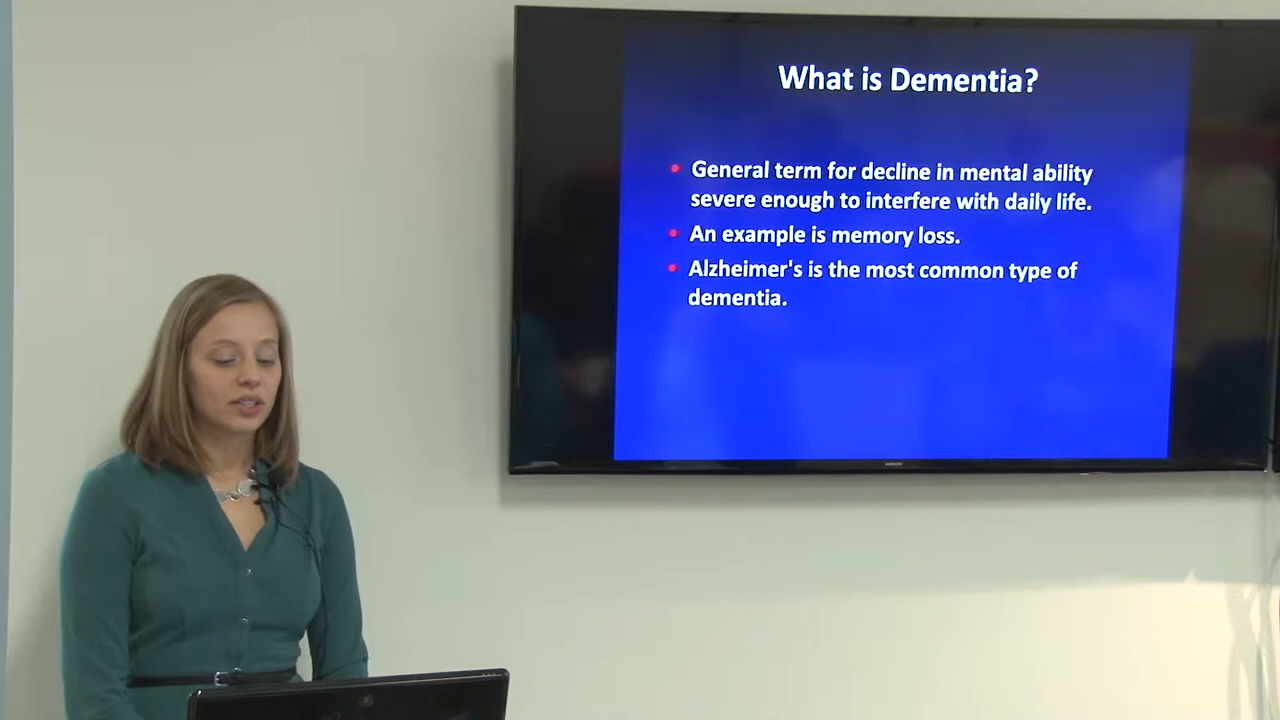 What is Dementia?
General term for decline in mental ability
severe enough to interfere with daily life.
An example is memory loss.
Alzheimer's is the most common type of
dementia.